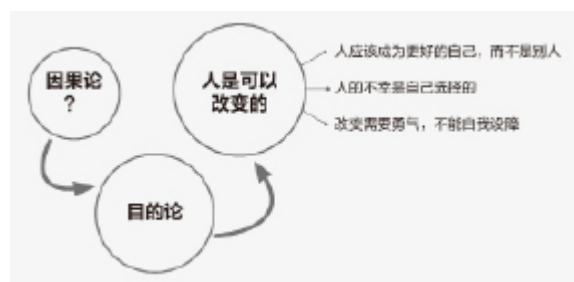 因果论
?
人是可以
改变的
目的论
人应该成为更好的自己，而不是别人
人的不幸是自己选择的
改变需要勇气，不能自我设障